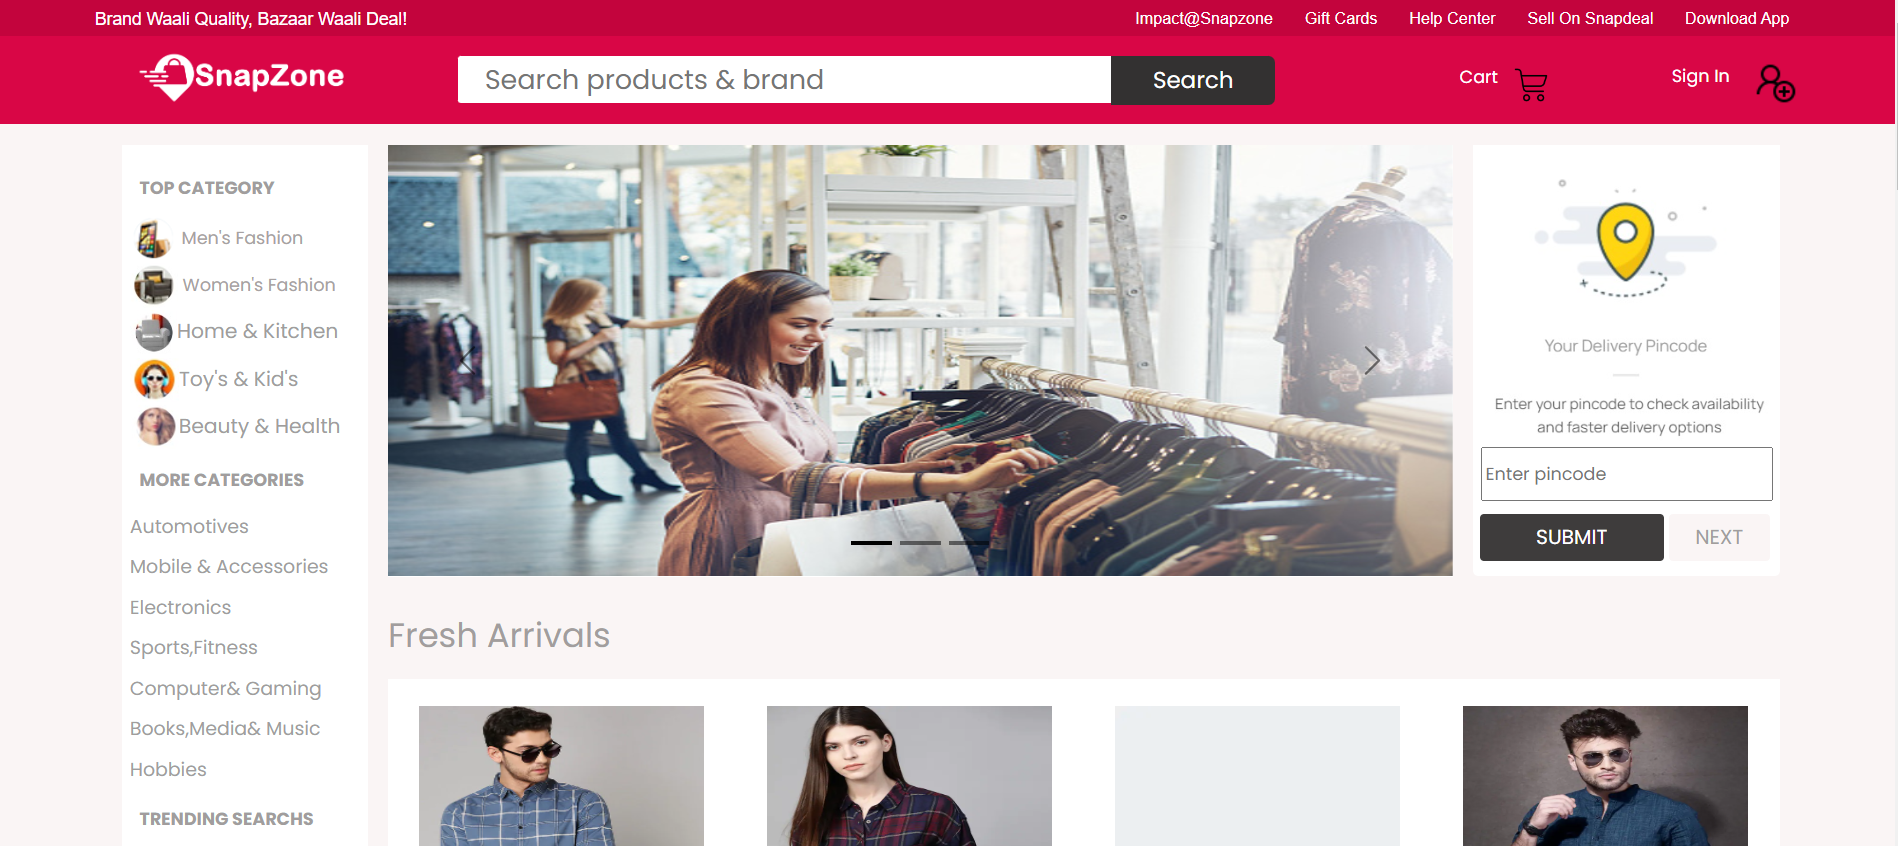 Brand Waali Quality, Bazaar Waali Deal!
Impact@Snapzone
Gift Cards
Help Center
Sell On Snapdeal
Download App
SnapZone
Search products & brand
Search
Cart
Sign In
TOP CATEGORY
Men's Fashion
Women's Fashion
Home & Kitchen
Toy's & Kid's
Beauty & Health
MORE CATEGORIES
Automotives
Mobile & Accessories
Electronics
Sports,Fitness
Computer& Gaming
Books,Media& Music
Hobbies
TRENDING SEARCHS
Your Delivery Pincode
Enter your pincode to check availability
and faster delivery options
Enter pincode
SUBMIT
NEXT
Fresh Arrivals